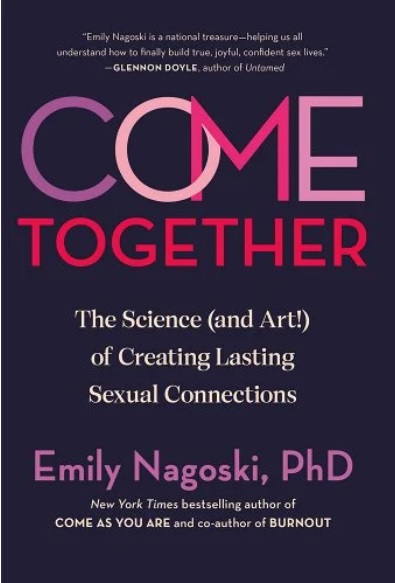 "Emily Nagoski is a national treasure—helping us all
understand how to finally build true, joyful, confident sex lives."
—GLENNON DOYLE, author of Untamed
COME
TOGETHER
The Science (and Art!)
of Creating Lasting
Sexual Connections
Emily Nagoski, PhD
New York Times bestselling author of
COME AS YOU ARE and co-author of BURNOUT